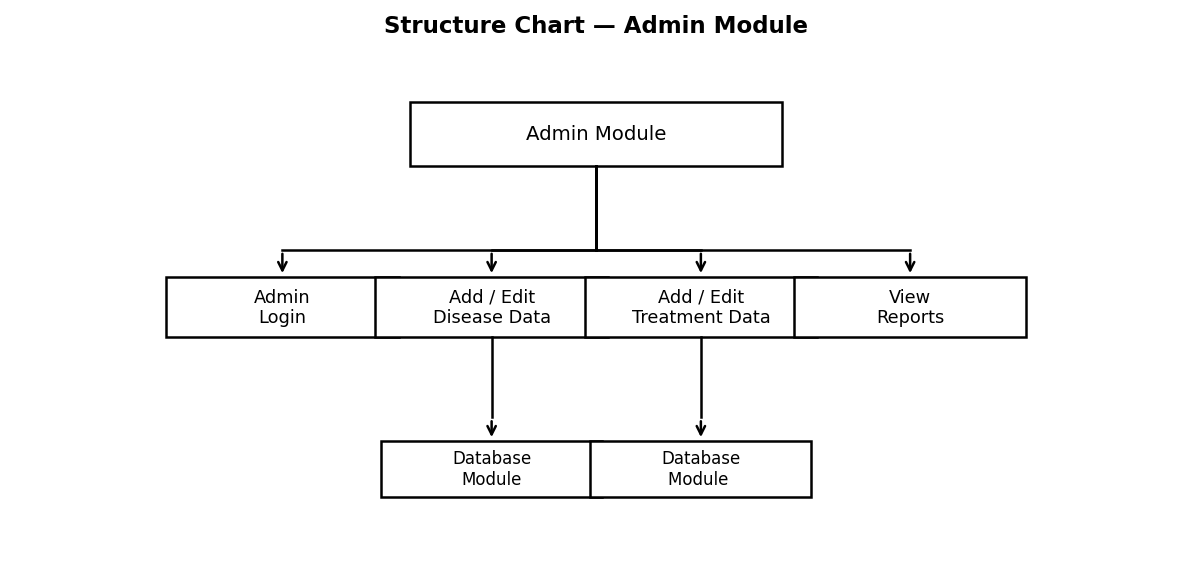 Structure Chart — Admin Module
Admin Module
Admin
Login
Add / Edit
Disease Data
Add / Edit
Treatment Data
View
Reports
Database
Module
Database
Module